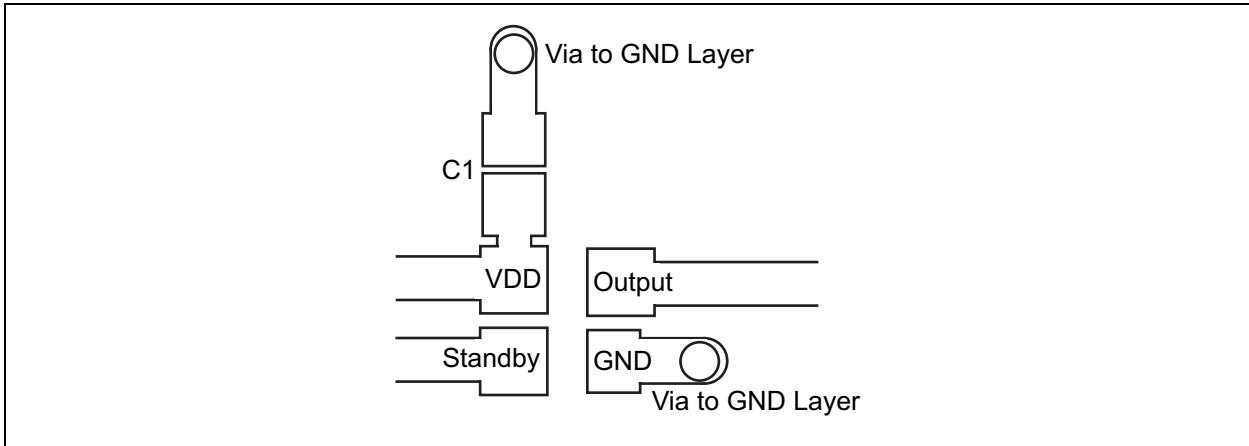 Via to GND Layer
C1
VDD
Output
Standby
GND
Via to GND Layer